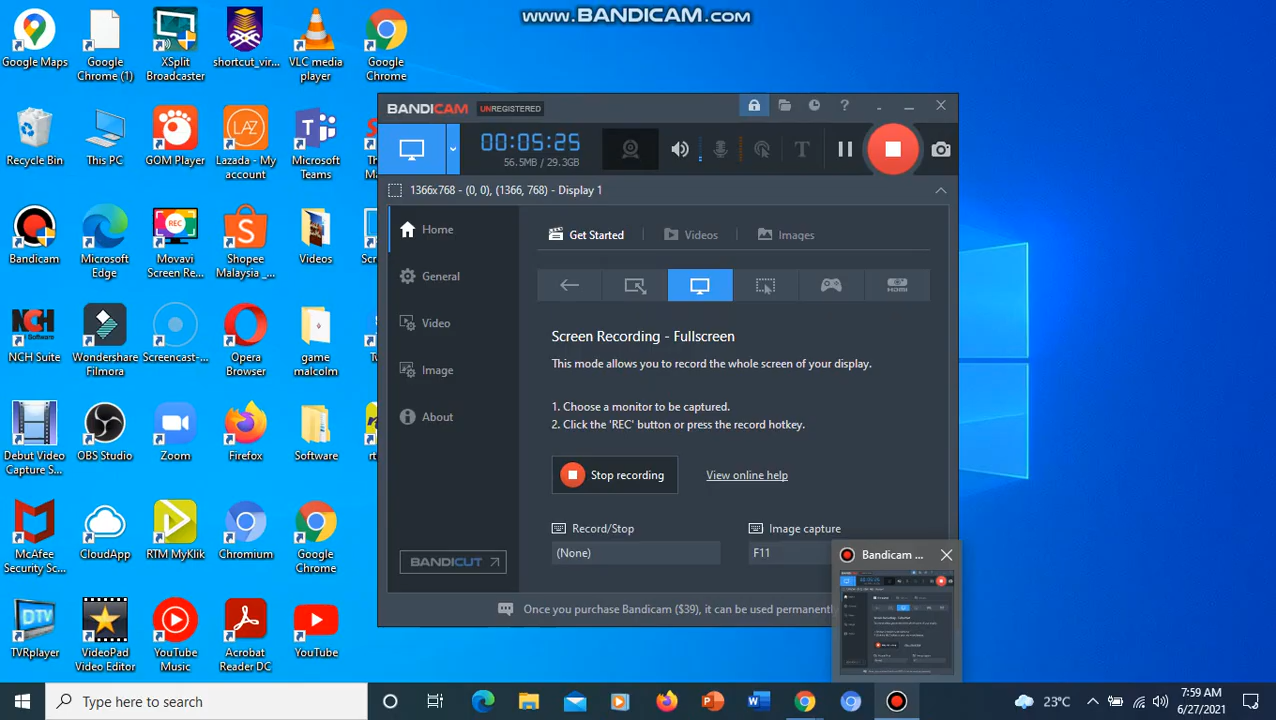 www.BANDICAM.com
Google Maps
Google Chrome (1)
XSplit Broadcaster
shortcut_vir...
VLC media player
Google Chrome
Recycle Bin
This PC
GOM Player
Lazada - My account
Microsoft Teams
Bandicam
Microsoft Edge
Movavi Screen Re...
Shopee Malaysia _...
Videos
NCH Suite
Wondershare Filmora
Screencast-...
Opera Browser
game malcolm
Debut Video Capture S...
OBS Studio
Zoom
Firefox
Software
McAfee Security Sc...
CloudApp
RTM MyKlik
Chromium
Google Chrome
TVRplayer
VideoPad Video Editor
YouTube Music
Acrobat Reader DC
YouTube
BANDICAM UNREGISTERED
00:05:25
56.5MB / 29.3GB
1366x768 - (0, 0), (1366, 768) - Display 1
Home
General
Video
Image
About
BANDICUT
Get Started
Videos
Images
HDMI
Screen Recording - Fullscreen
This mode allows you to record the whole screen of your display.
1. Choose a monitor to be captured.
2. Click the 'REC' button or press the record hotkey.
Stop recording
View online help
Record/Stop
Image capture
(None)
F11
Once you purchase Bandicam ($39), it can be used permanently
Bandicam ...
Type here to search
23°C
7:59 AM
6/27/2021